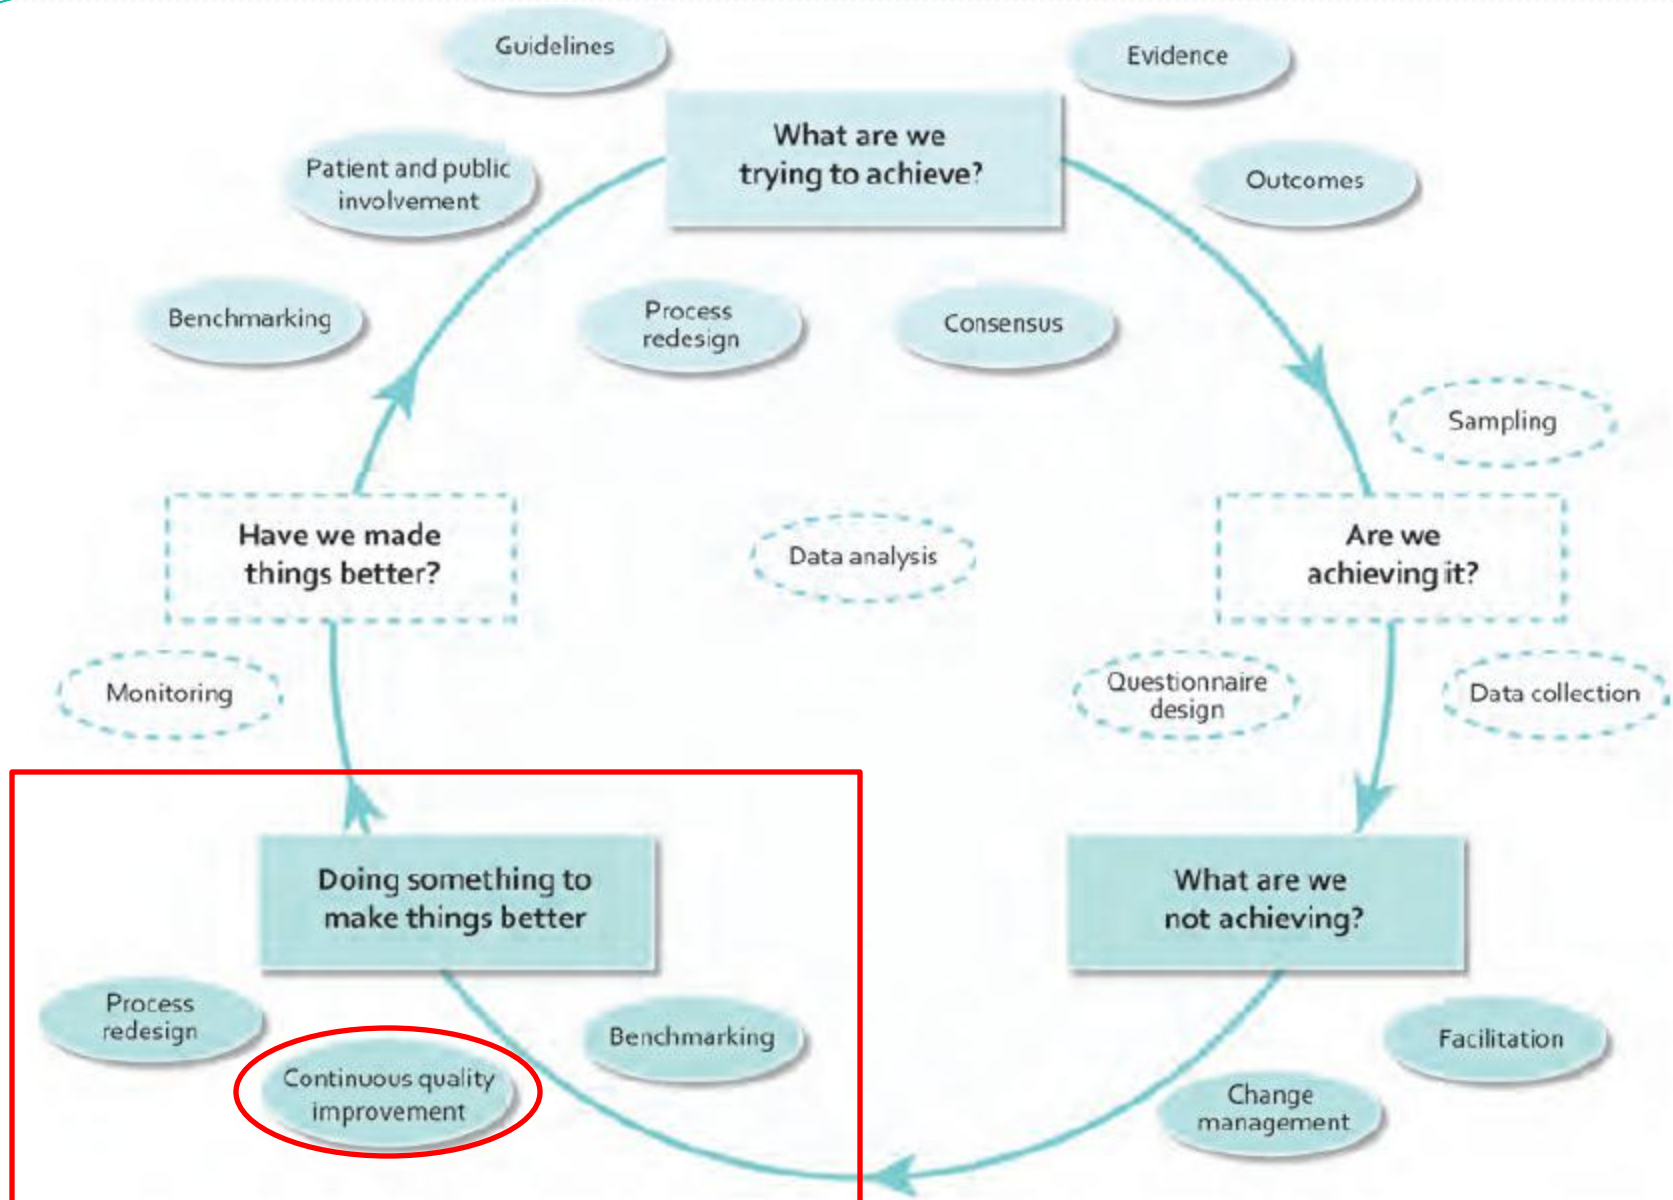 Guidelines
Evidence
What are we
trying to achieve?
Patient and public
involvement
Outcomes
Benchmarking
Process
redesign
Consensus
Sampling
Have we made
things better?
Data analysis
Are we
achieving it?
Monitoring
Questionnaire
design
Data collection
Doing something to
make things better
What are we
not achieving?
Process
redesign
Benchmarking
Facilitation
Continuous quality
improvement
Change
management